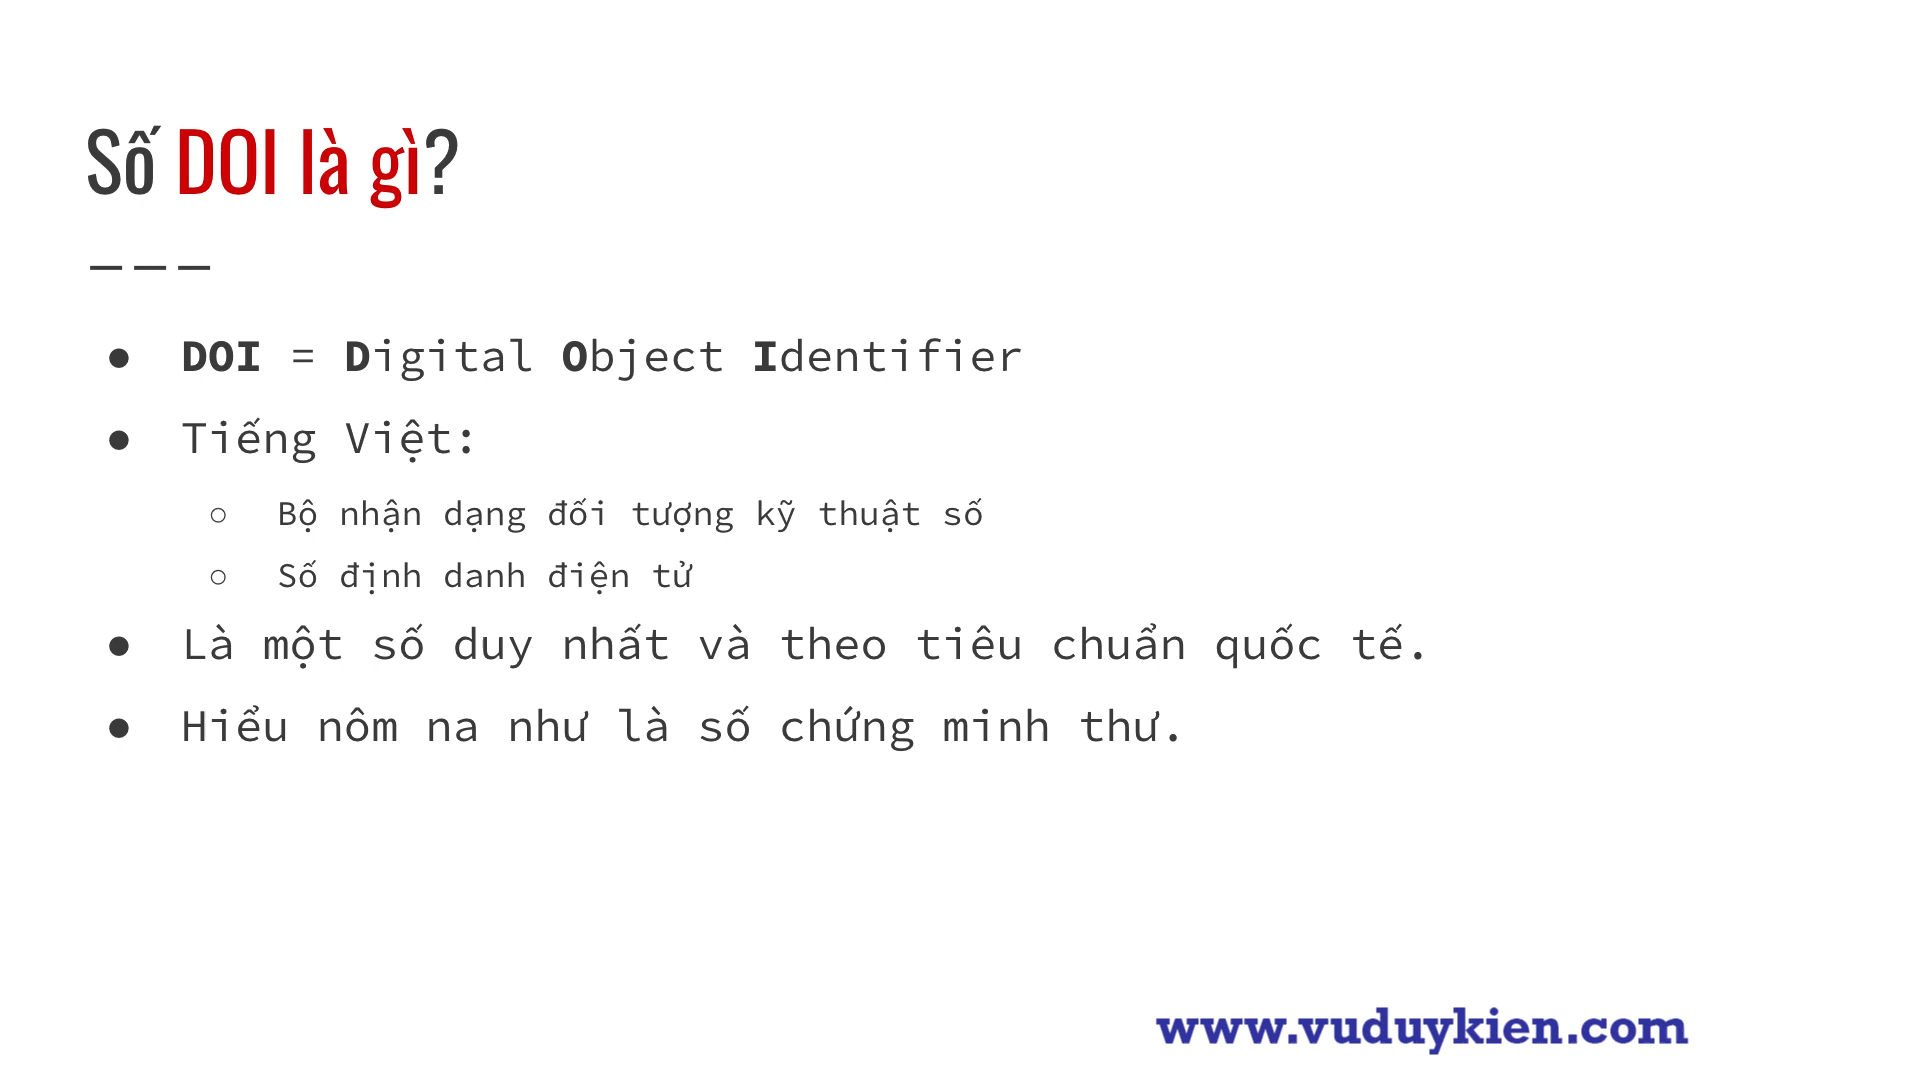 Số DOI là gì?
● DOI = Digital Object Identifier
● Tiếng Việt:
○ Bộ nhận dạng đối tượng kỹ thuật số
○ Số định danh điện tử
● Là một số duy nhất và theo tiêu chuẩn quốc tế.
● Hiểu nôm na như là số chứng minh thư.
www.vuduykien.com